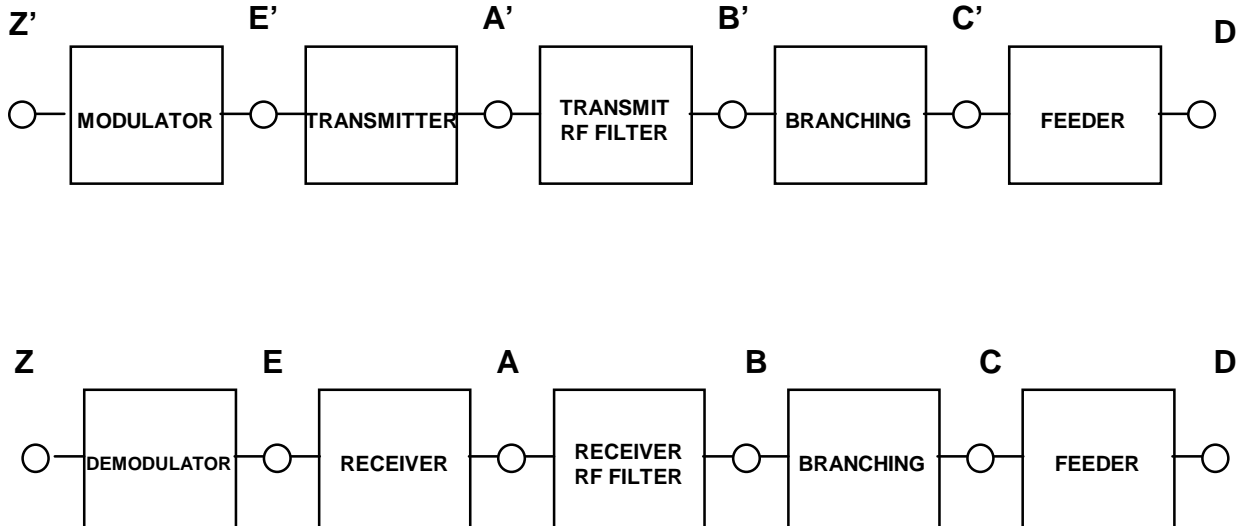 Z’ E’ A’ B’ C’ D
MODULATOR TRANSMITTER TRANSMIT RF FILTER BRANCHING FEEDER
Z E A B C D
DEMODULATOR RECEIVER RECEIVER RF FILTER BRANCHING FEEDER